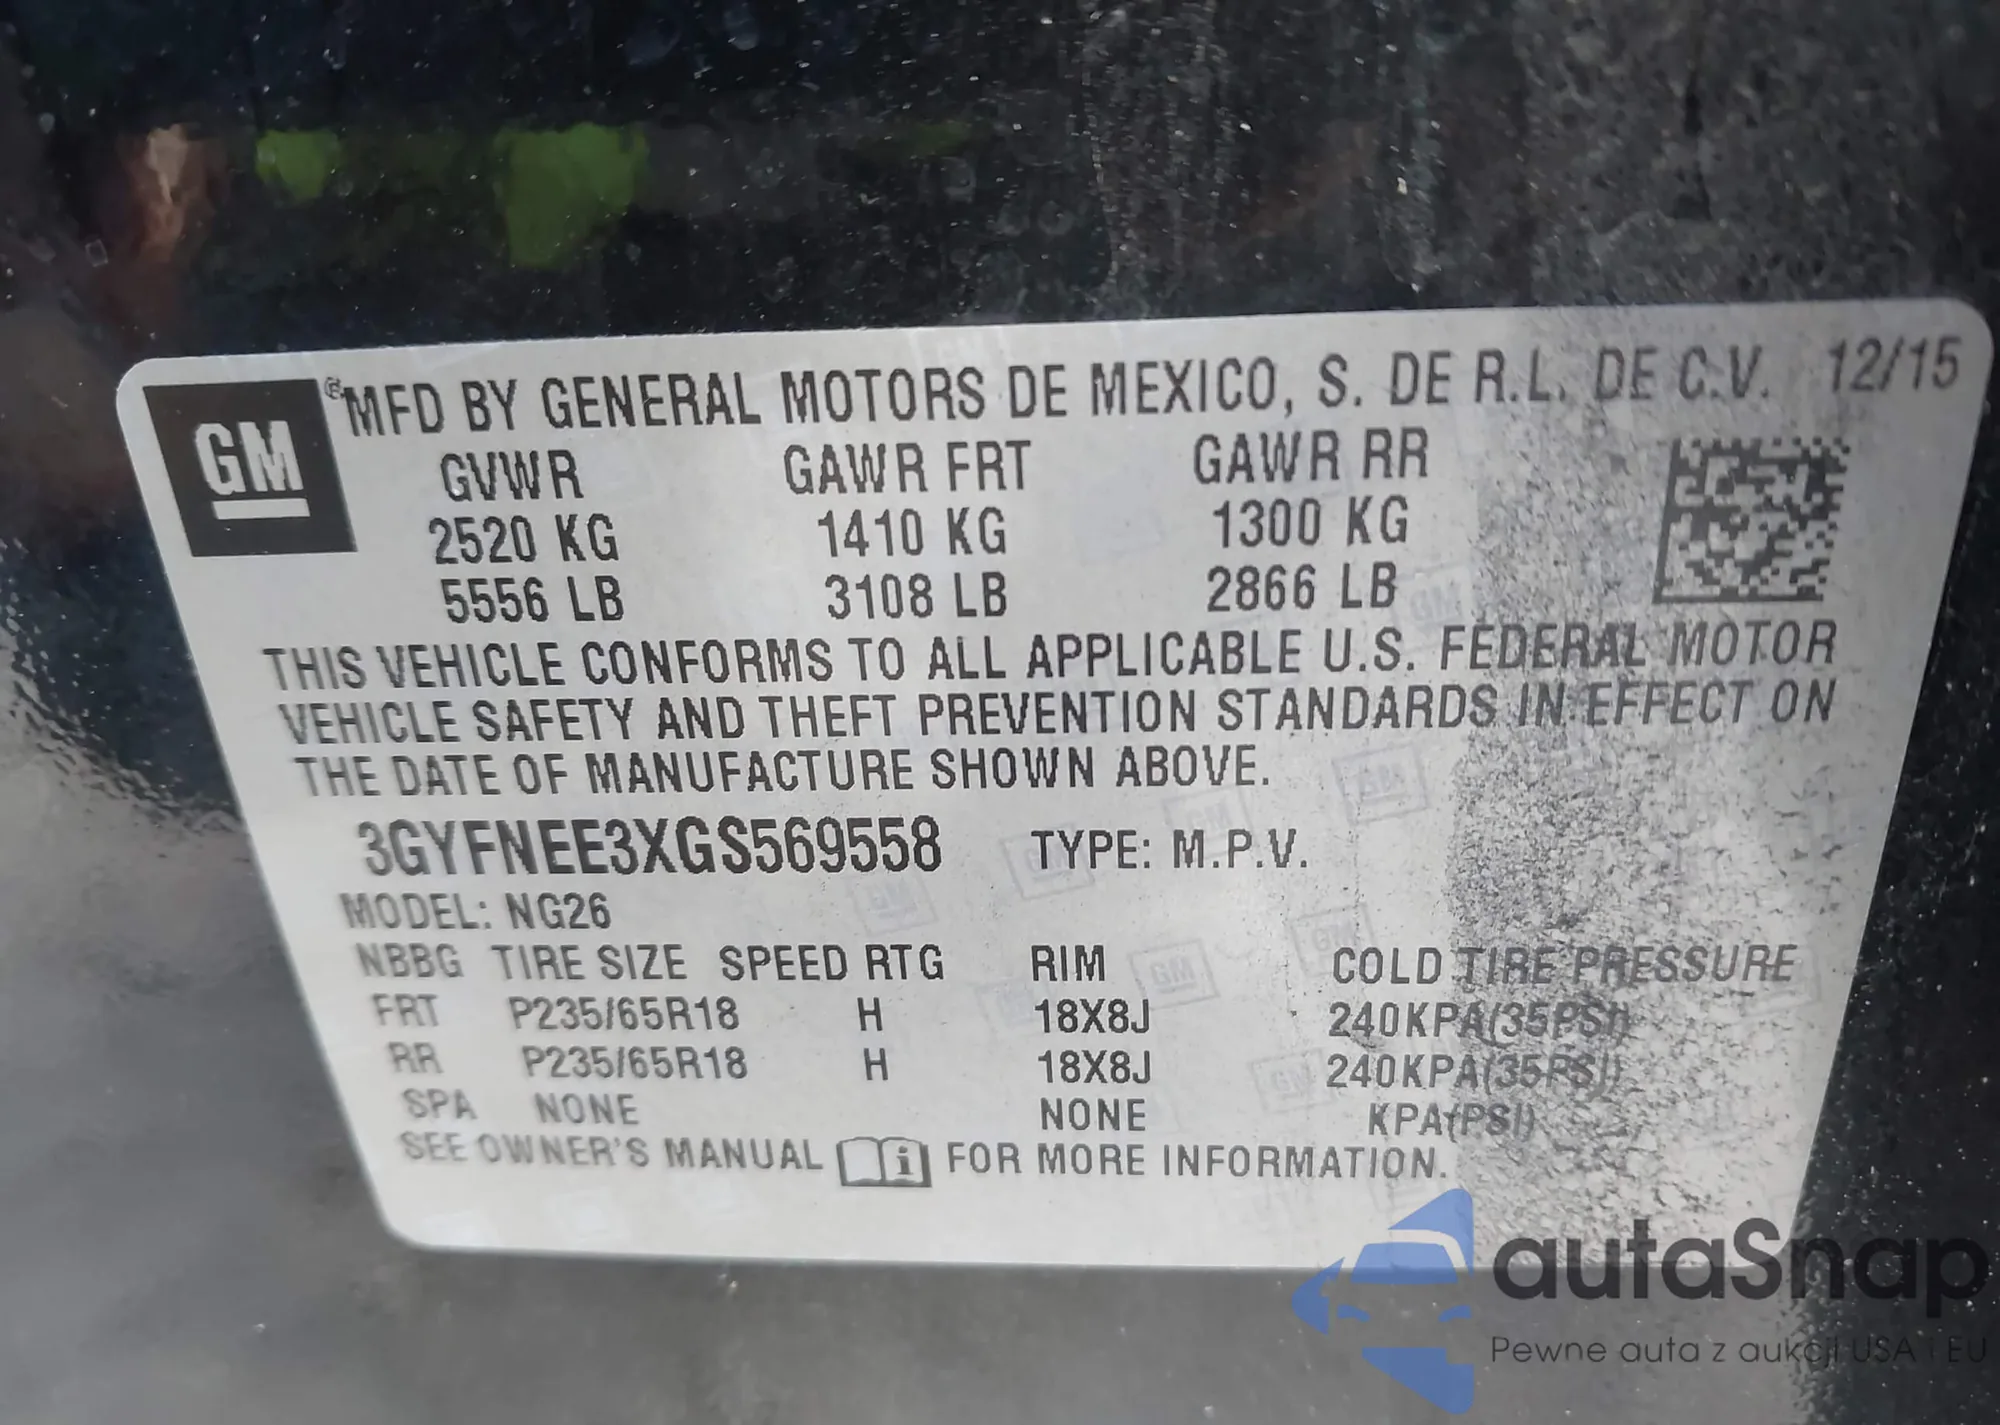 GM
® MFD BY GENERAL MOTORS DE MEXICO, S. DE R.L. DE C.V. 12/15
GVWR GAWR FRT GAWR RR
2520 KG 1410 KG 1300 KG
5556 LB 3108 LB 2866 LB
THIS VEHICLE CONFORMS TO ALL APPLICABLE U.S. FEDERAL MOTOR
VEHICLE SAFETY AND THEFT PREVENTION STANDARDS IN EFFECT ON
THE DATE OF MANUFACTURE SHOWN ABOVE.
3GYFNEE3XGS569558 TYPE: M.P.V.
MODEL: NG26
NBBG TIRE SIZE SPEED RTG RIM COLD TIRE PRESSURE
FRT P235/65R18 H 18X8J 240KPA(35PSI)
RR P235/65R18 H 18X8J 240KPA(35PSI)
SPA NONE NONE KPA(PSI)
SEE OWNER'S MANUAL i FOR MORE INFORMATION.
autaSnap
Pewne auta z aukcji USA i EU